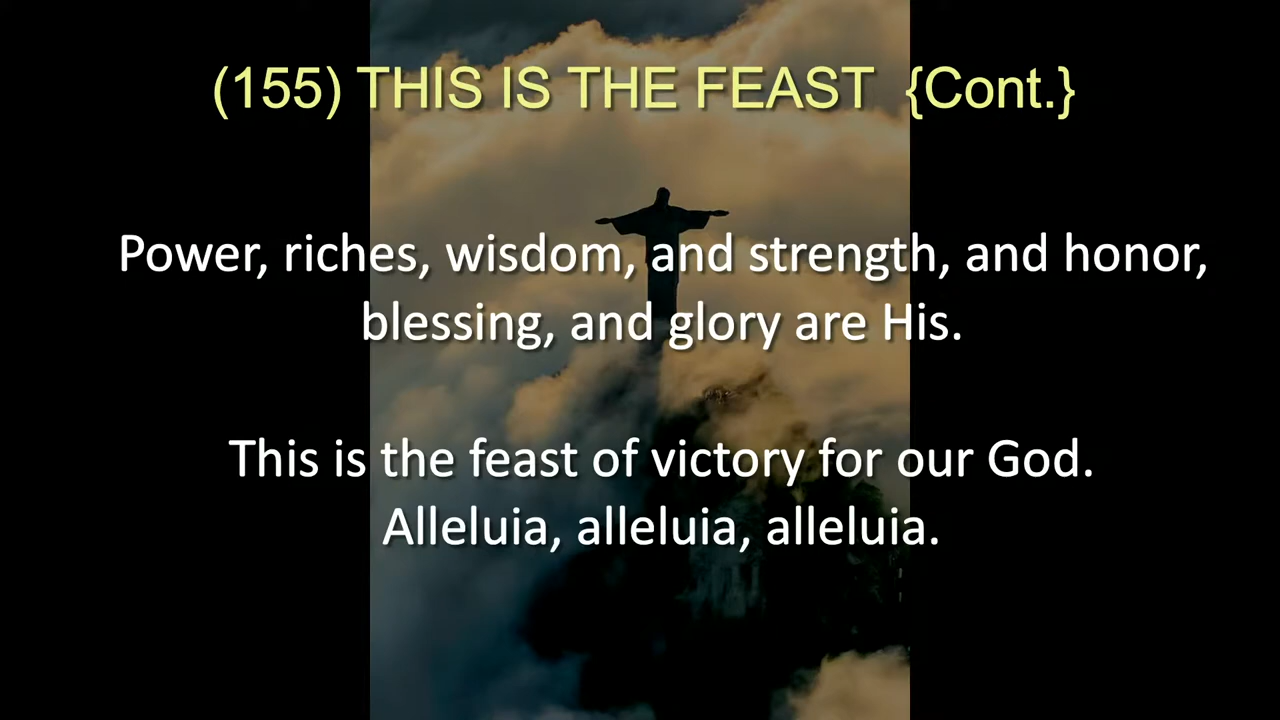 (155) THIS IS THE FEAST {Cont.}
Power, riches, wisdom, and strength, and honor,
blessing, and glory are His.
This is the feast of victory for our God.
Alleluia, alleluia, alleluia.